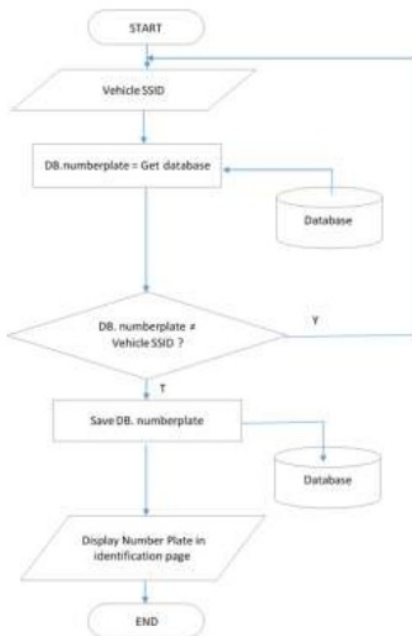 START
Vehicle SSID
DB.numberplate = Get database
Database
DB. numberplate ≠
Vehicle SSID ?
Y
T
Save DB. numberplate
Database
Display Number Plate in
identification page
END